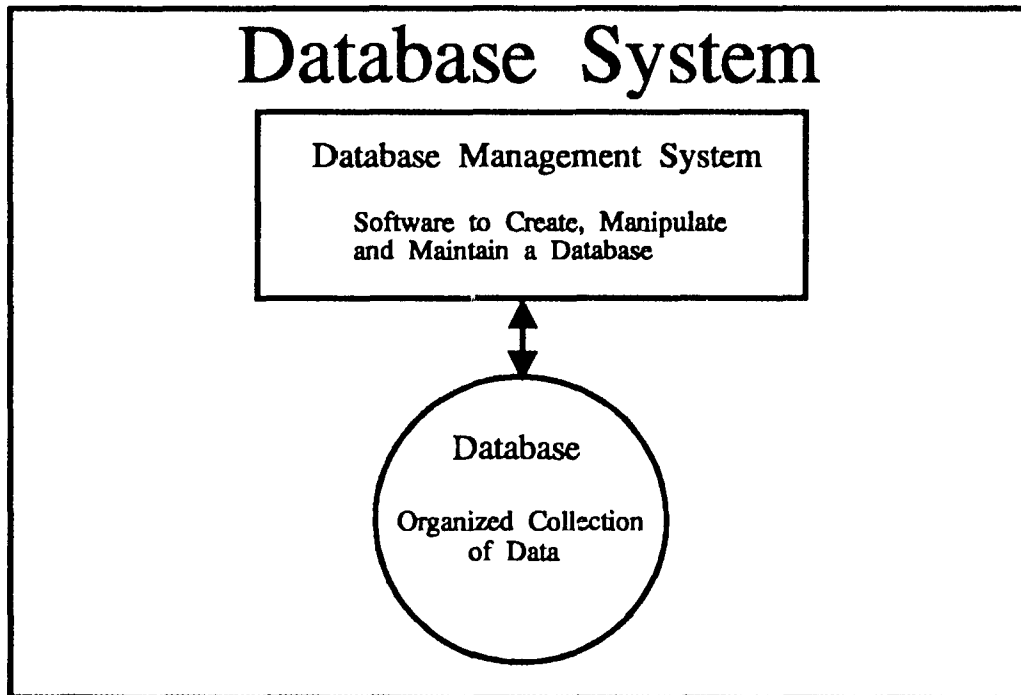 Database System
Database Management System
Software to Create, Manipulate
and Maintain a Database
Database
Organized Collection
of Data